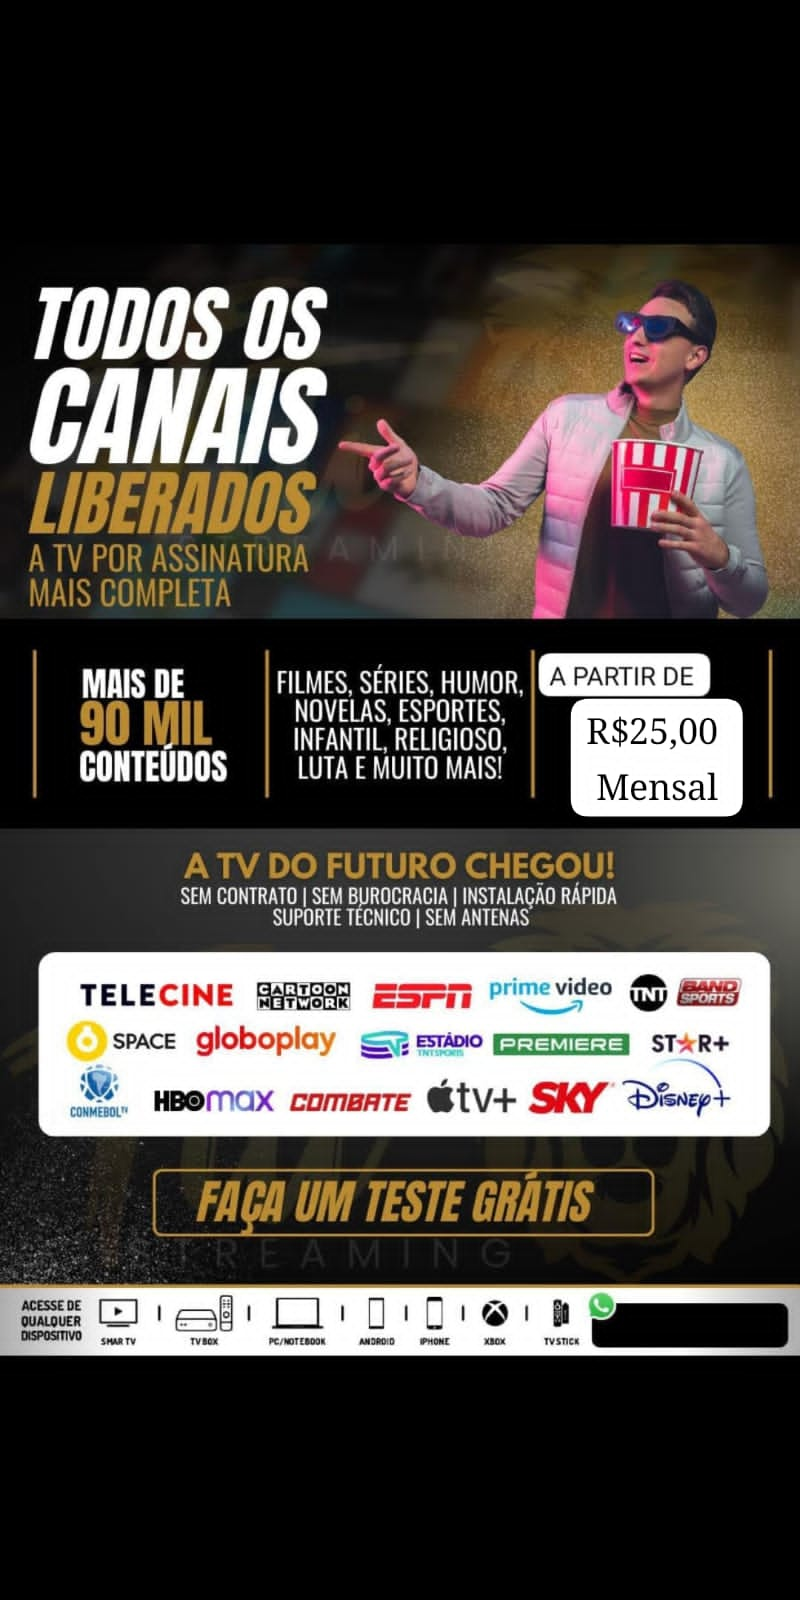 TODOS OS
CANAIS
LIBERADOS
A TV POR ASSINATURA
MAIS COMPLETA
STREAMING
MAIS DE
90 MIL
CONTEÚDOS
FILMES, SÉRIES, HUMOR,
NOVELAS, ESPORTES,
INFANTIL, RELIGIOSO,
LUTA E MUITO MAIS!
A PARTIR DE
R$25,00
Mensal
A TV DO FUTURO CHEGOU!
SEM CONTRATO | SEM BUROCRACIA | INSTALAÇÃO RÁPIDA
SUPORTE TÉCNICO | SEM ANTENAS
TELECINE CARTOON NETWORK ESPN prime video TNT BAND SPORTS
SPACE globoplay ESTÁDIO TNT SPORTS PREMIERE ST★R+
CONMEBOL TV HBOmax COMBATE tv+ SKY Disney+
FAÇA UM TESTE GRÁTIS
STREAMING
ACESSE DE
QUALQUER
DISPOSITIVO
SMAR TV
TV BOX
PC/NOTEBOOK
ANDROID
IPHONE
XBOX
TV STICK